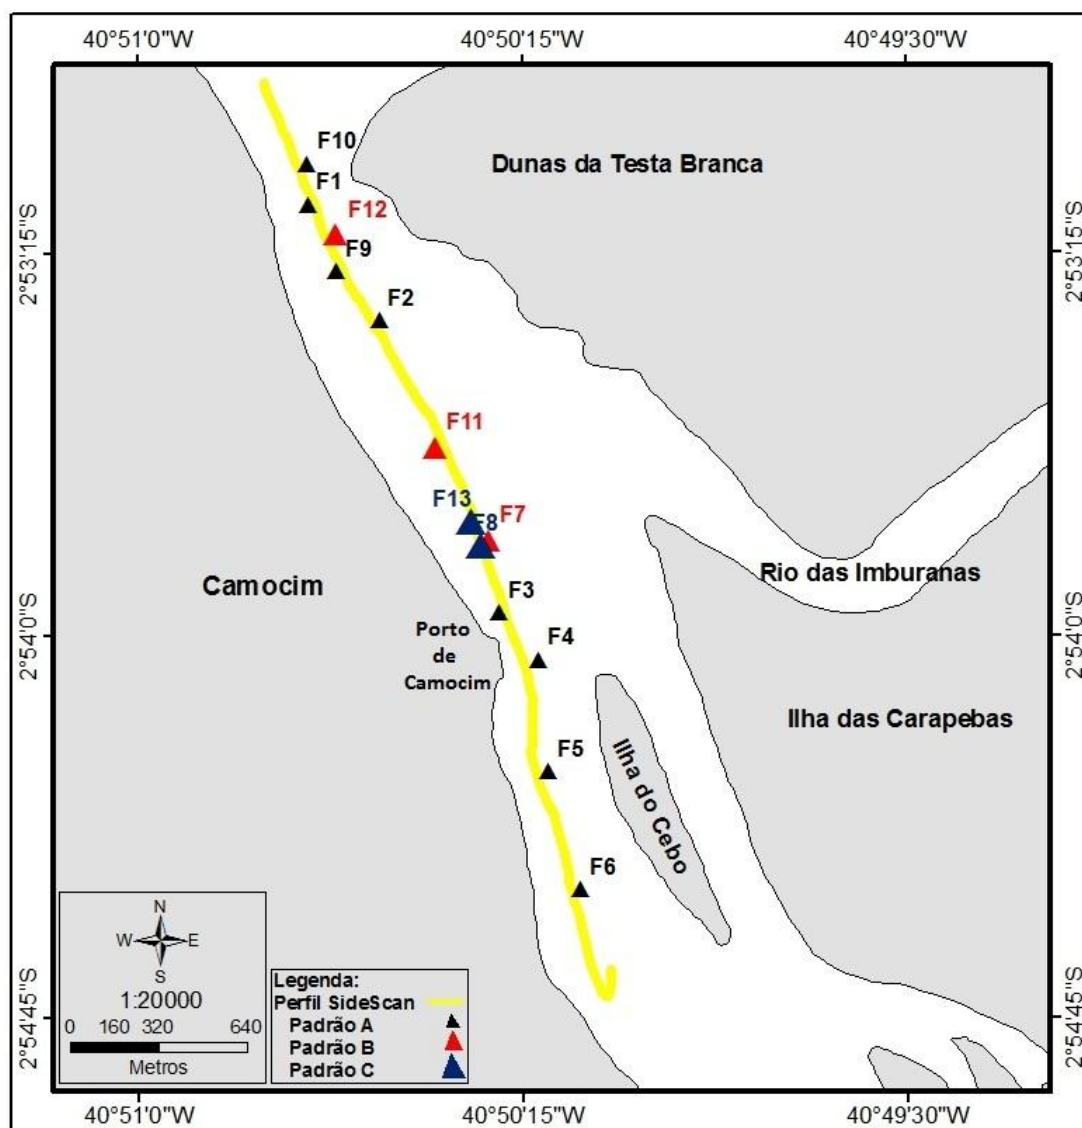 40°51'0"W
40°50'15"W
40°49'30"W
F10
Dunas da Testa Branca
F1
F12
2°53'15"S
2°53'15"S
F9
F2
F11
F13
F7
F8
Camocim
Rio das Imburanas
F3
Porto
de
Camocim
F4
2°54'0"S
2°54'0"S
Ilha das Carapebas
F5
Ilha do Cebo
F6
N
W
E
S
1:20000
0 160 320 640
Metros
Legenda:
Perfil SideScan
Padrão A
Padrão B
Padrão C
2°54'45"S
2°54'45"S
40°51'0"W
40°50'15"W
40°49'30"W